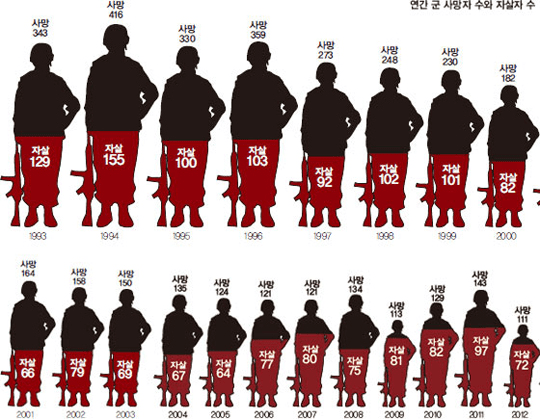 연간 군 사망자 수와 자살자 수
사망
343
자살
129
1993
사망
416
자살
155
1994
사망
330
자살
100
1995
사망
359
자살
103
1996
사망
273
자살
92
1997
사망
248
자살
102
1998
사망
230
자살
101
1999
사망
182
자살
82
2000
사망
164
자살
66
2001
사망
158
자살
79
2002
사망
150
자살
69
2003
사망
135
자살
67
2004
사망
124
자살
64
2005
사망
121
자살
77
2006
사망
121
자살
80
2007
사망
134
자살
75
2008
사망
113
자살
81
2009
사망
129
자살
82
2010
사망
143
자살
97
2011
사망
111
자살
72
2012